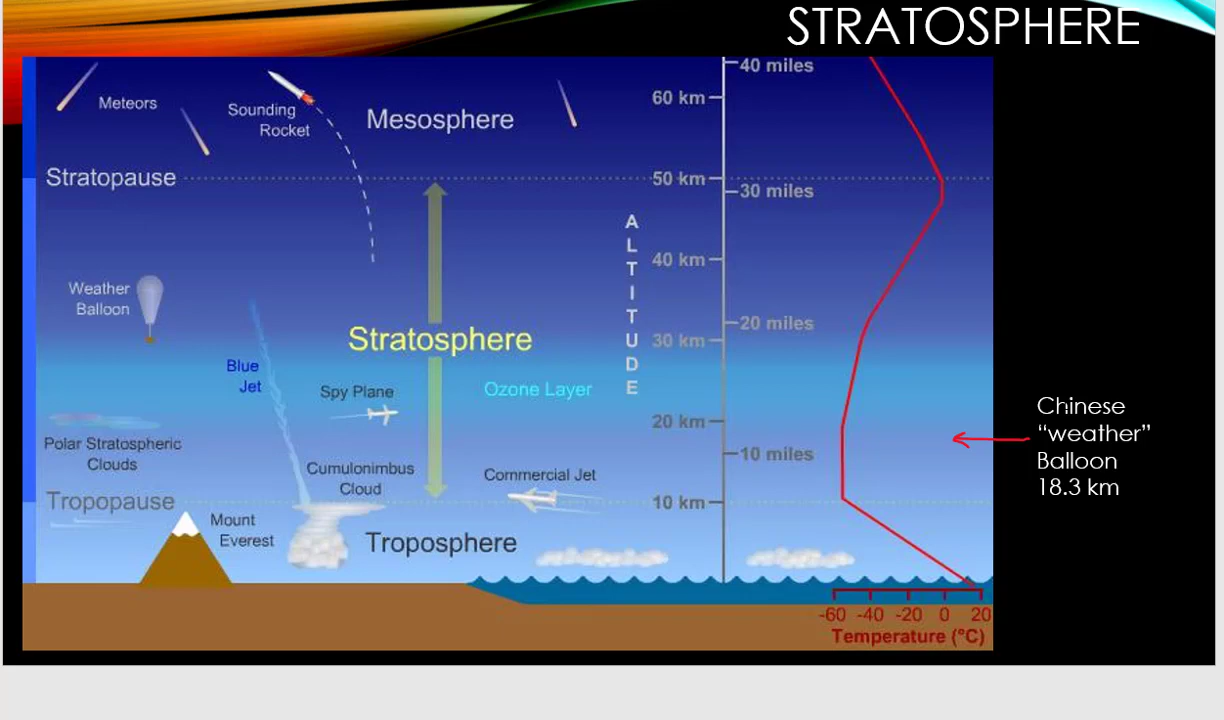 STRATOSPHERE
40 miles
60 km
Meteors
Sounding
Rocket
Mesosphere
Stratopause
50 km
30 miles
ALTITUDE
40 km
Weather
Balloon
20 miles
Stratosphere
30 km
Blue
Jet
Spy Plane
Ozone Layer
20 km
Chinese
“weather”
Balloon
18.3 km
Polar Stratospheric
Clouds
10 miles
Cumulonimbus
Cloud
Commercial Jet
Tropopause
10 km
Mount
Everest
Troposphere
-60 -40 -20 0 20
Temperature (°C)